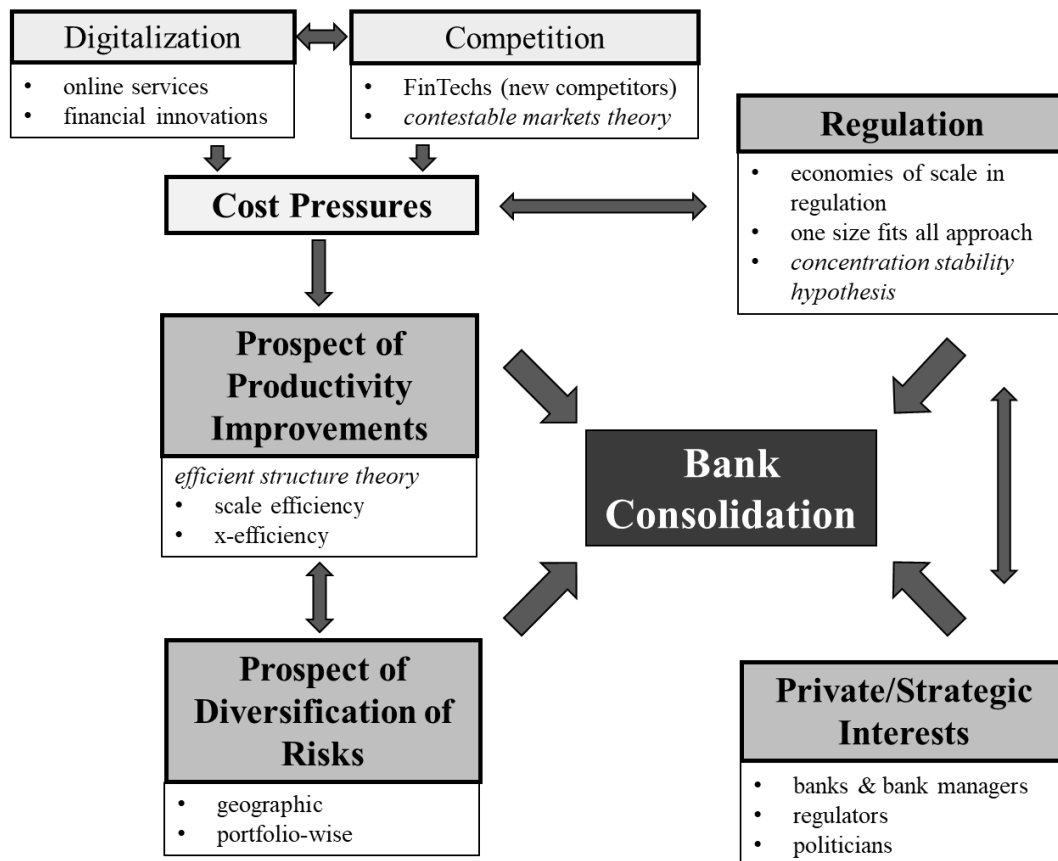 Digitalization
• online services
• financial innovations
Competition
• FinTechs (new competitors)
• contestable markets theory
Regulation
• economies of scale in
regulation
• one size fits all approach
• concentration stability
hypothesis
Cost Pressures
Prospect of
Productivity
Improvements
efficient structure theory
• scale efficiency
• x-efficiency
Bank
Consolidation
Prospect of
Diversification of
Risks
• geographic
• portfolio-wise
Private/Strategic
Interests
• banks & bank managers
• regulators
• politicians